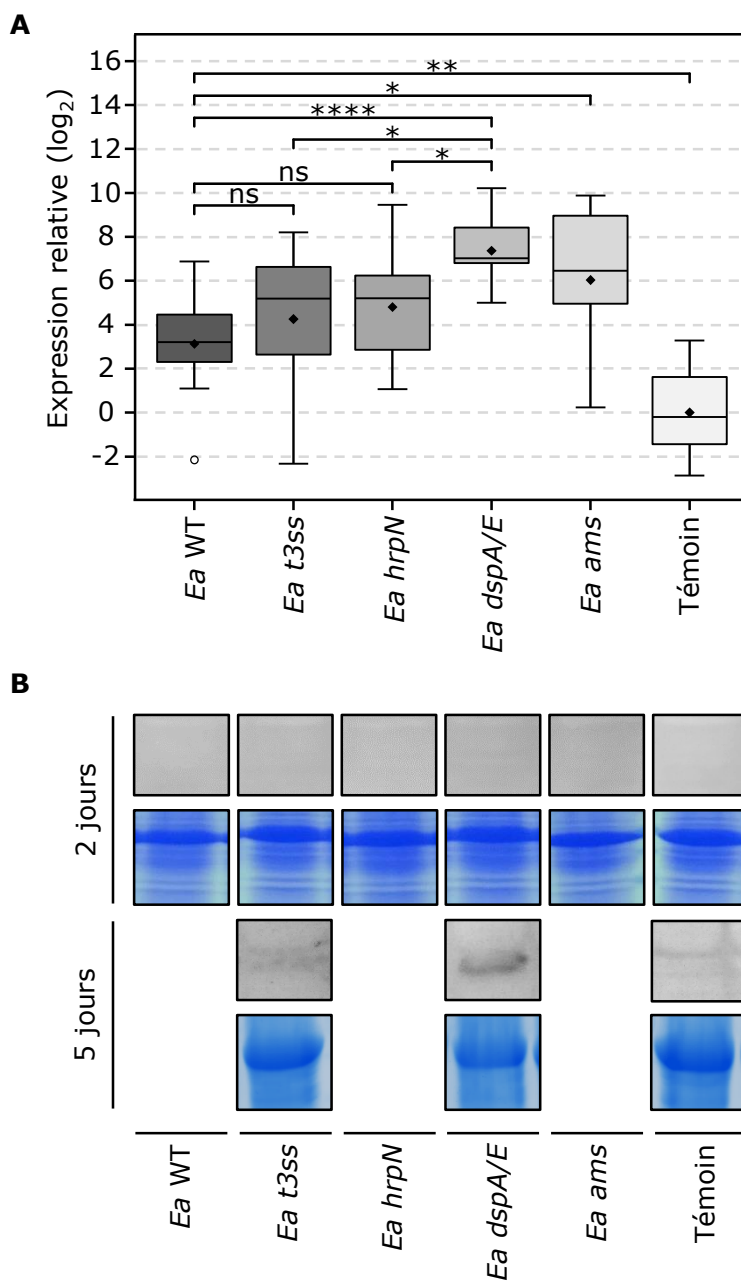 A
Expression relative (log₂)
16
14
12
10
8
6
4
2
0
-2
**
*
****
*
*
ns
ns
Ea WT
Ea t3ss
Ea hrpN
Ea dspA/E
Ea ams
Témoin
B
2 jours
5 jours
Ea WT
Ea t3ss
Ea hrpN
Ea dspA/E
Ea ams
Témoin